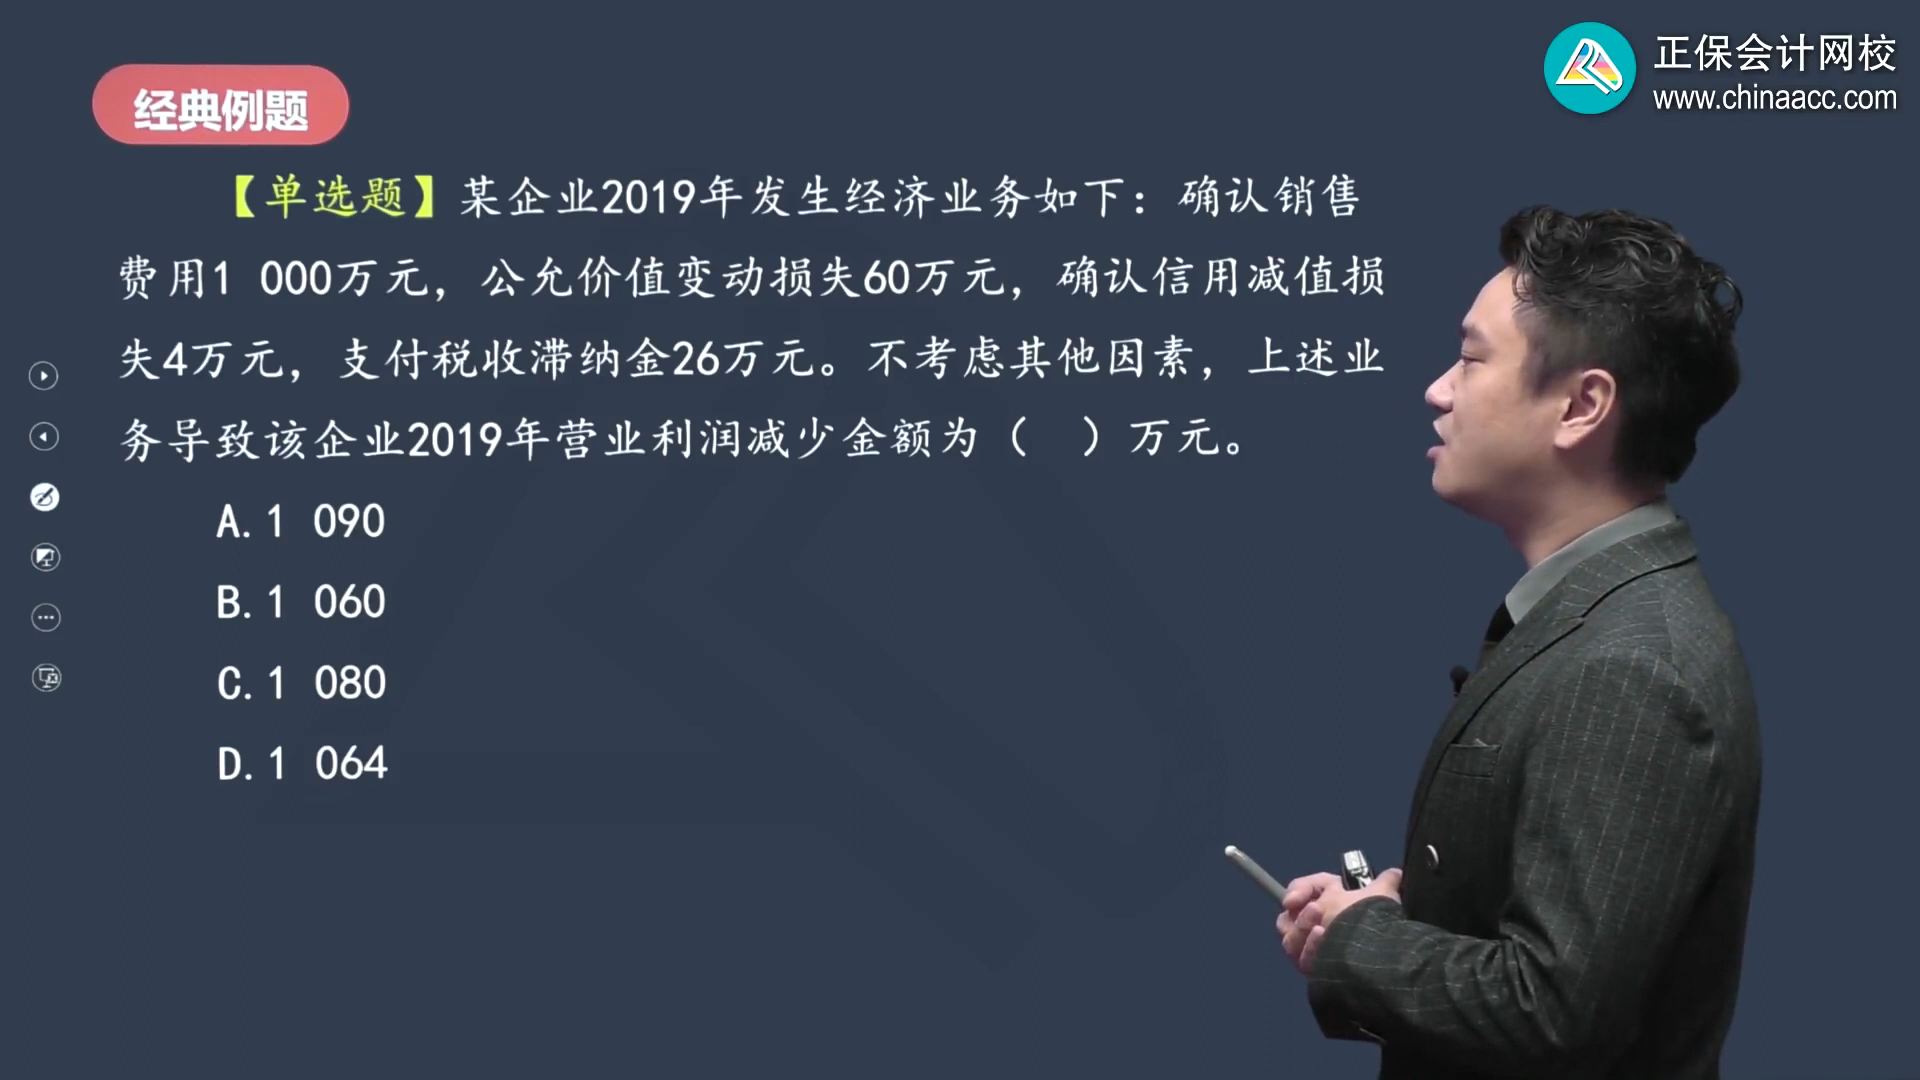 正保会计网校
www.chinaacc.com
经典例题
【单选题】某企业2019年发生经济业务如下：确认销售
费用1 000万元，公允价值变动损失60万元，确认信用减值损
失4万元，支付税收滞纳金26万元。不考虑其他因素，上述业
务导致该企业2019年营业利润减少金额为（ ）万元。
A.1 090
B.1 060
C.1 080
D.1 064